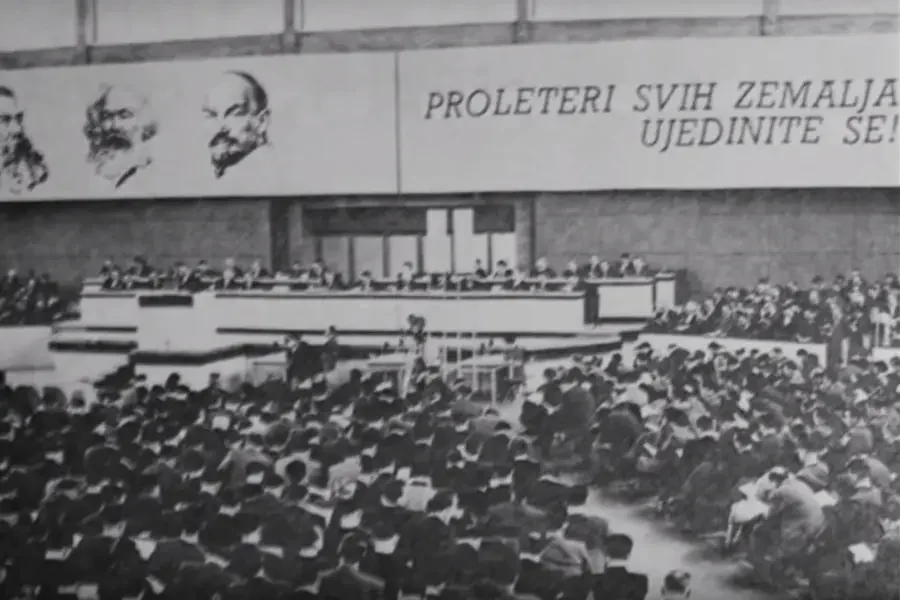 PROLETERI SVIH ZEMALJA
UJEDINITE SE!